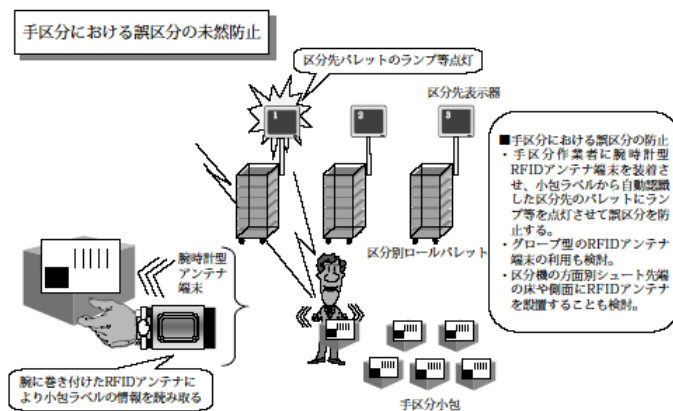 手区分における誤区分の未然防止
区分先パレットのランプ等点灯
区分先表示器
1
2
3
■手区分における誤区分の防止
・手区分作業者に腕時計型
RFIDアンテナ端末を装着さ
せ、小包ラベルから自動認識
した区分先のパレットにラン
プ等を点灯させて誤区分を防
止する。
・グローブ型のRFIDアンテナ
端末の利用も検討。
・区分機の方面別シュート先端
の床や側面にRFIDアンテナ
を設置することも検討。
区分別ロールパレット
腕時計型
アンテナ
端末
腕に巻き付けたRFIDアンテナに
より小包ラベルの情報を読み取る
手区分小包